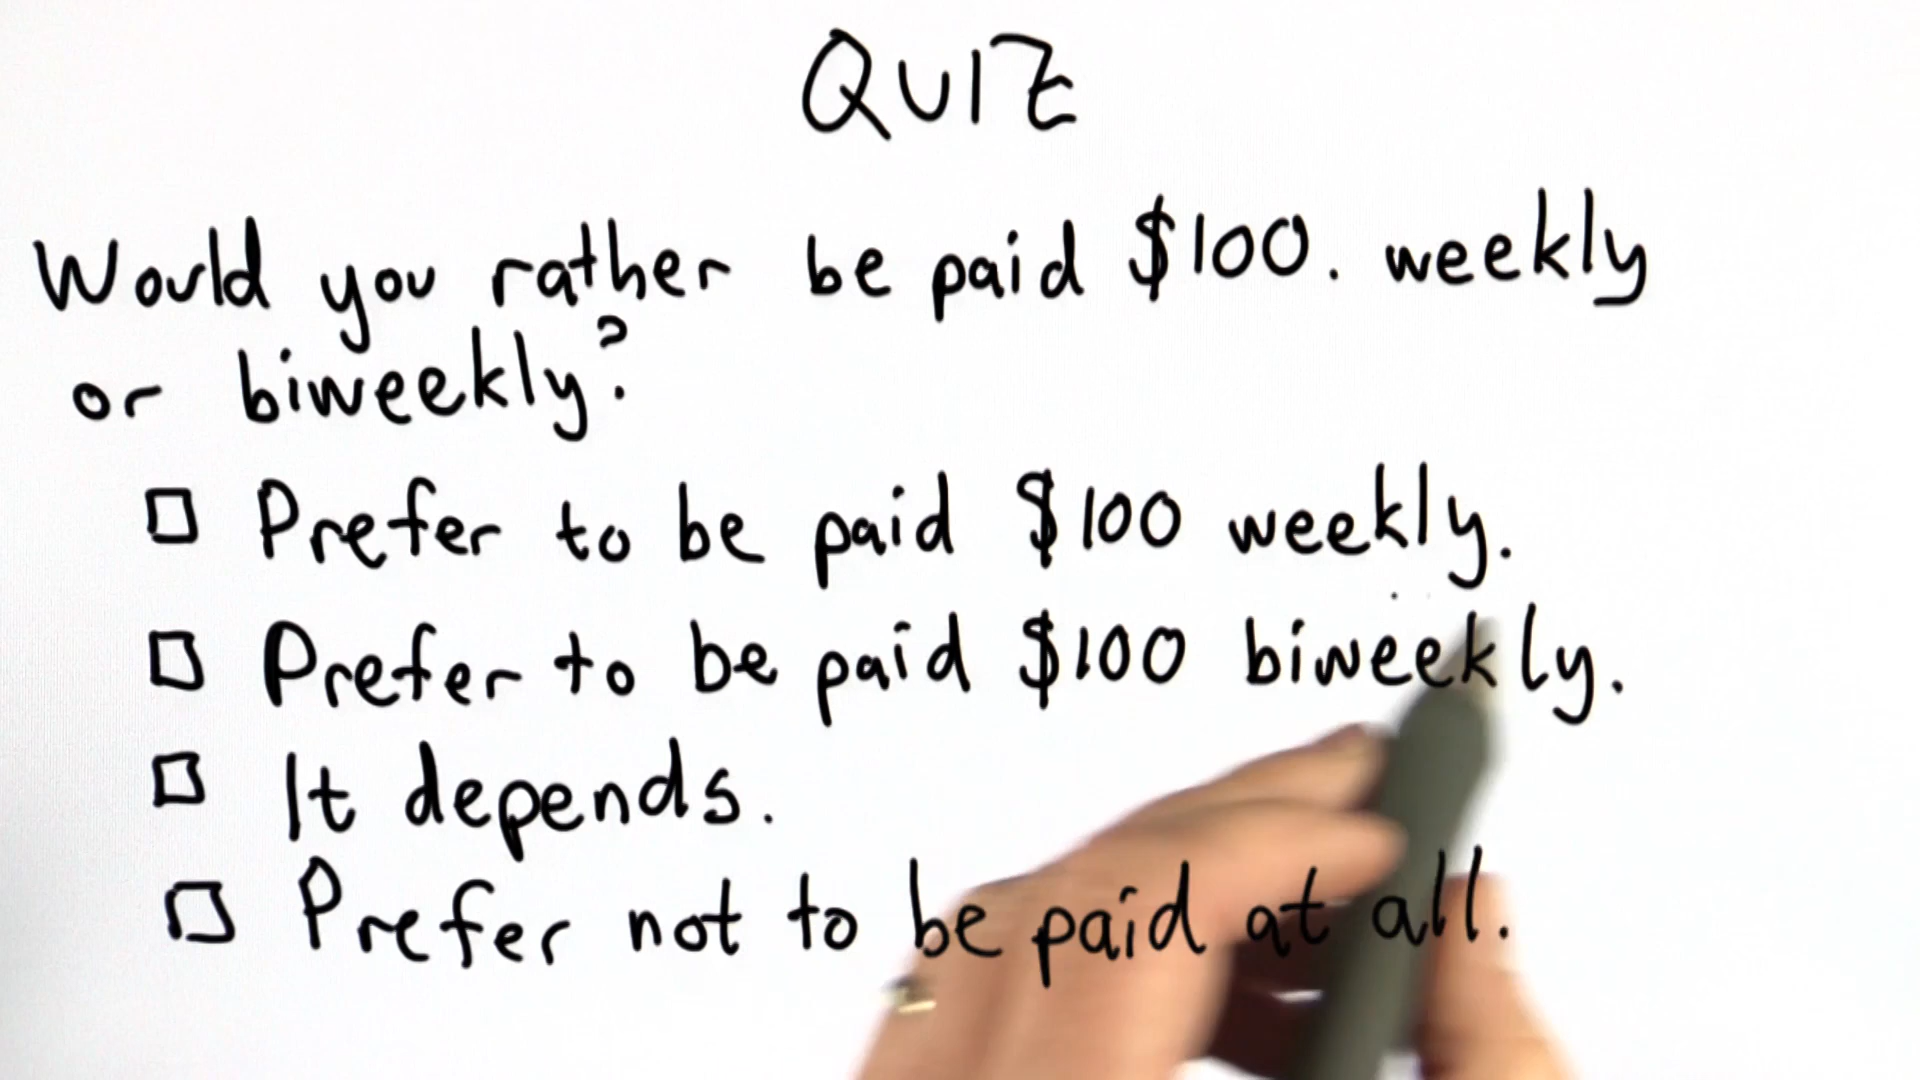 QUIZ
Would you rather be paid $100. weekly
or biweekly?
Prefer to be paid $100 weekly.
Prefer to be paid $100 biweekly.
It depends.
Prefer not to be paid at all.